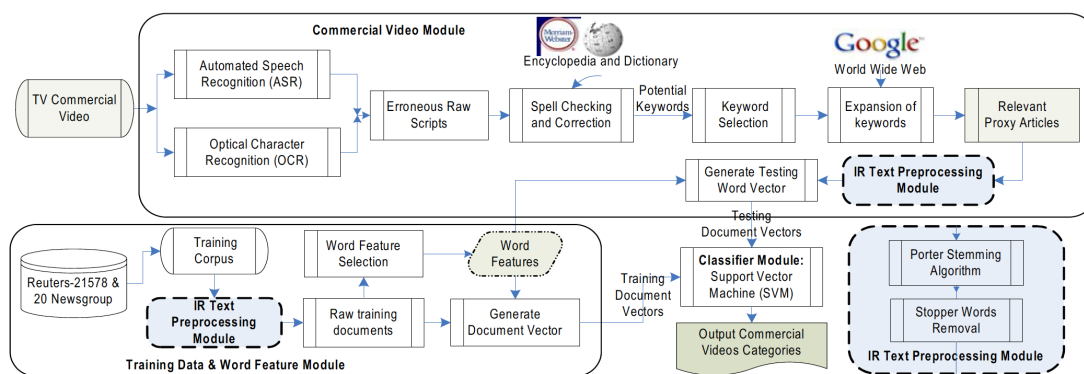 Commercial Video Module
Merriam-
Webster
Google™
Encyclopedia and Dictionary
World Wide Web
TV Commercial
Video
Automated Speech
Recognition (ASR)
Optical Character
Recognition (OCR)
Erroneous Raw
Scripts
Spell Checking
and Correction
Potential
Keywords
Keyword
Selection
Expansion of
keywords
Relevant
Proxy Articles
IR Text Preprocessing
Module
Generate Testing
Word Vector
Testing
Document Vectors
Reuters-21578 &
20 Newsgroup
Training
Corpus
IR Text
Preprocessing
Module
Word Feature
Selection
Raw training
documents
Word
Features
Generate
Document Vector
Training Data & Word Feature Module
Training
Document
Vectors
Classifier Module:
Support Vector
Machine (SVM)
Output Commercial
Videos Categories
Porter Stemming
Algorithm
Stopper Words
Removal
IR Text Preprocessing Module